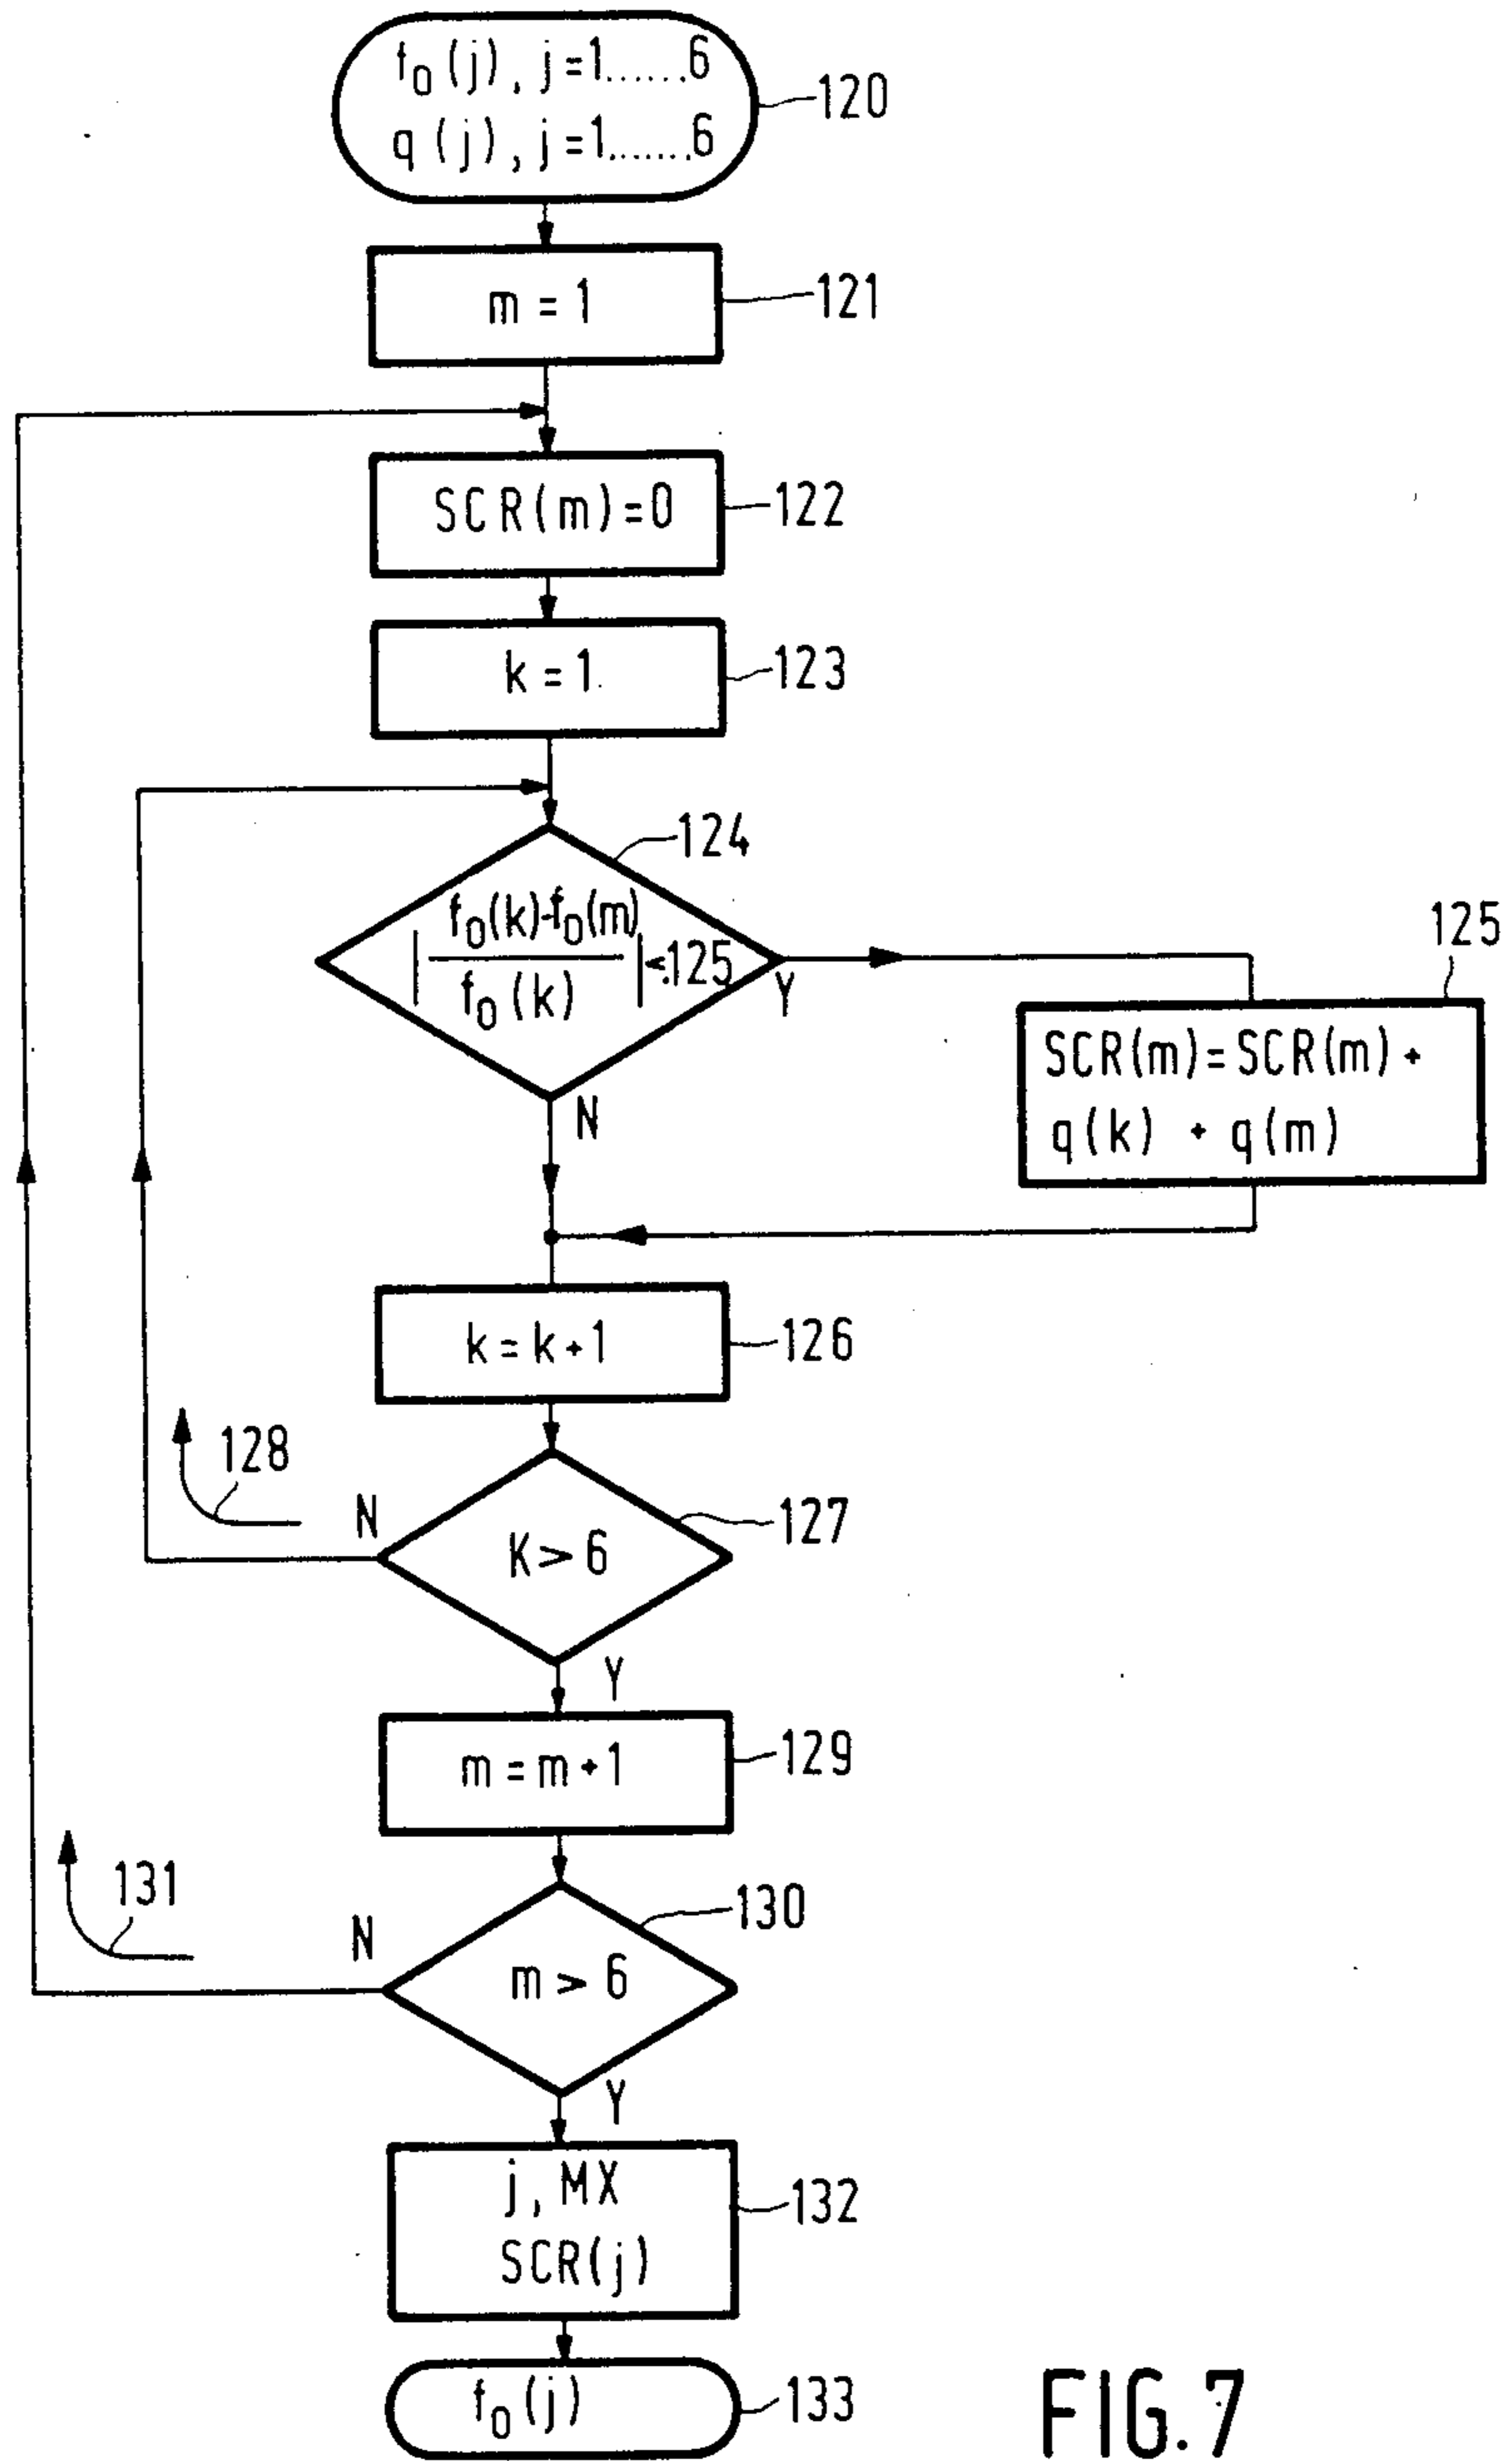 f₀(j), j=1......6
q(j), j=1.......6
120
m = 1
121
SCR(m)=0
122
k = 1
123
124
| f₀(k)-f₀(m)
f₀(k) | <.125
Y
N
125
SCR(m)=SCR(m) +
q(k) + q(m)
k = k+1
126
128
N
K > 6
127
Y
m = m+1
129
131
N
m > 6
130
Y
j, MX
SCR(j)
132
f₀(j)
133
FIG.7